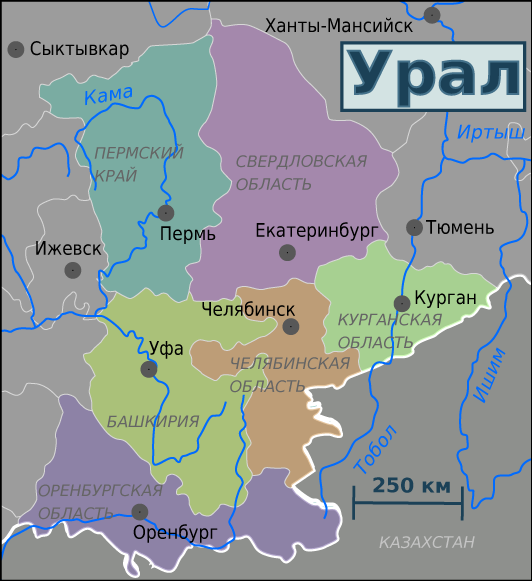 Ханты-Мансийск
Сыктывкар
Урал
Кама
Иртыш
ПЕРМСКИЙ
КРАЙ
СВЕРДЛОВСКАЯ
ОБЛАСТЬ
Пермь
Екатеринбург
Тюмень
Ижевск
Челябинск
Курган
КУРГАНСКАЯ
ОБЛАСТЬ
Уфа
ЧЕЛЯБИНСКАЯ
ОБЛАСТЬ
Ишим
БАШКИРИЯ
Тобол
ОРЕНБУРГСКАЯ
ОБЛАСТЬ
250 км
Оренбург
КАЗАХСТАН